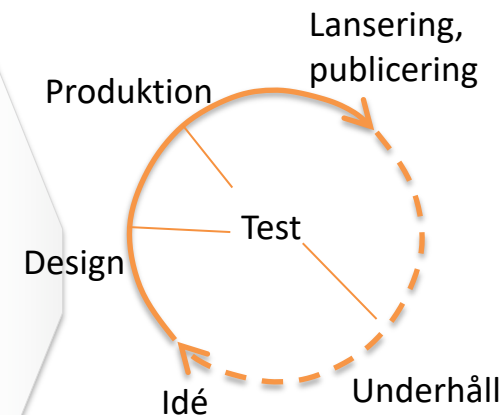 Lansering,
publicering
Produktion
Test
Design
Underhåll
Idé